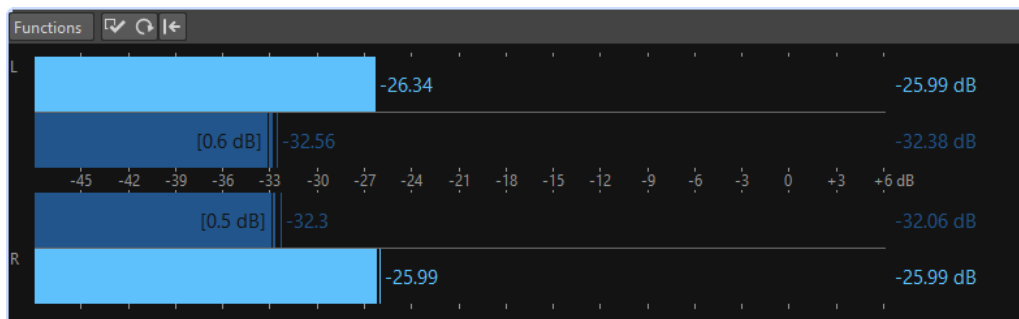 Functions
L
-26.34 -25.99 dB
[0.6 dB] -32.56 -32.38 dB
-45 -42 -39 -36 -33 -30 -27 -24 -21 -18 -15 -12 -9 -6 -3 0 +3 +6 dB
[0.5 dB] -32.3 -32.06 dB
R
-25.99 -25.99 dB